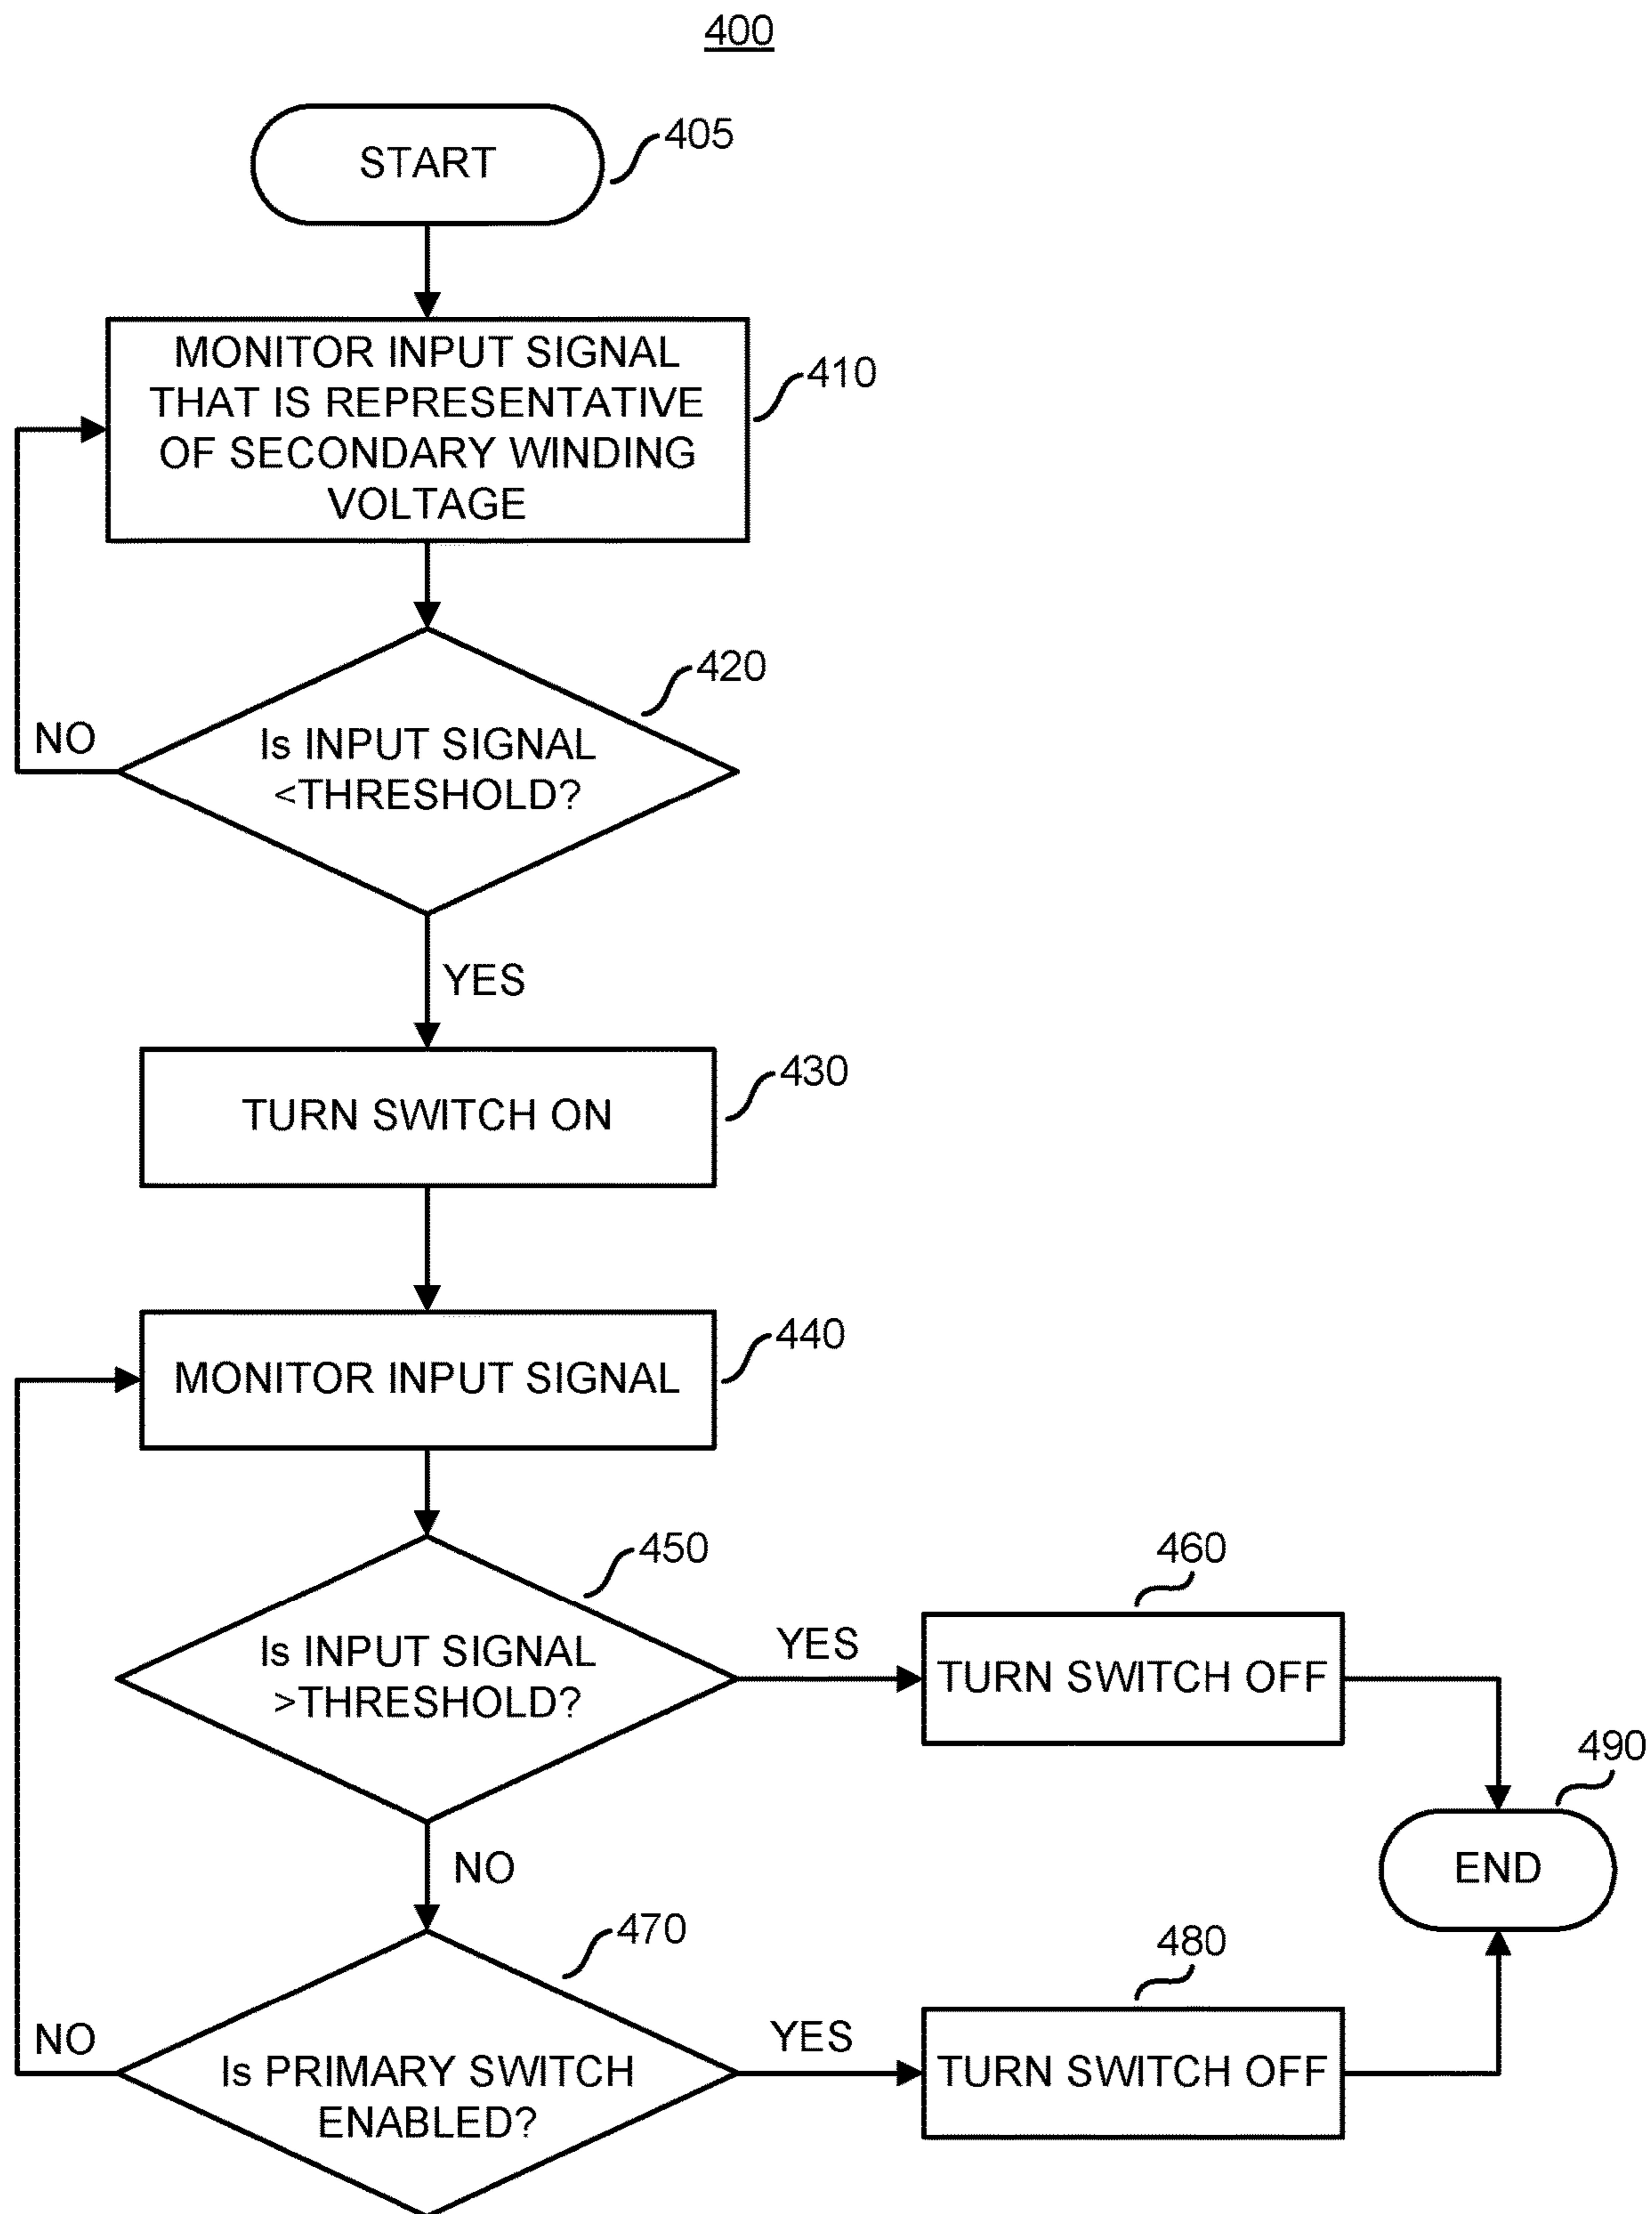 400
START
405
MONITOR INPUT SIGNAL
THAT IS REPRESENTATIVE
OF SECONDARY WINDING
VOLTAGE
410
420
Is INPUT SIGNAL
<THRESHOLD?
NO
YES
TURN SWITCH ON
430
MONITOR INPUT SIGNAL
440
450
Is INPUT SIGNAL
>THRESHOLD?
YES
460
TURN SWITCH OFF
490
END
NO
470
Is PRIMARY SWITCH
ENABLED?
NO
YES
480
TURN SWITCH OFF